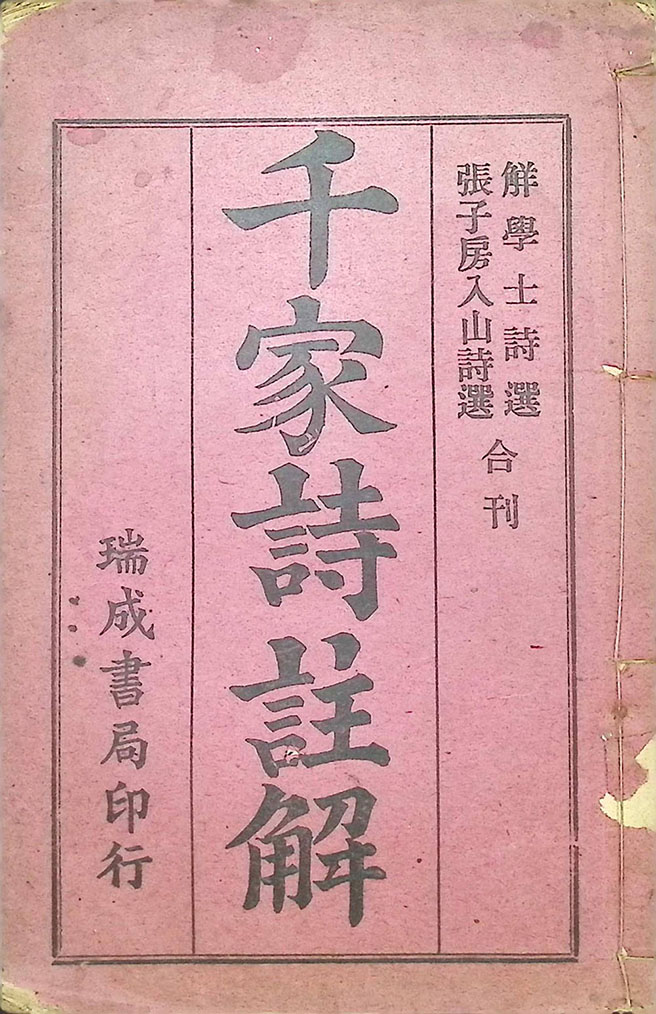 觧學士詩選
張子房入山詩選
合刊
千家詩註解
瑞成書局印行